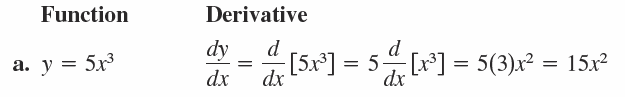 Function Derivative
a. y = 5x³ dy/dx = d/dx [5x³] = 5 d/dx [x³] = 5(3)x² = 15x²